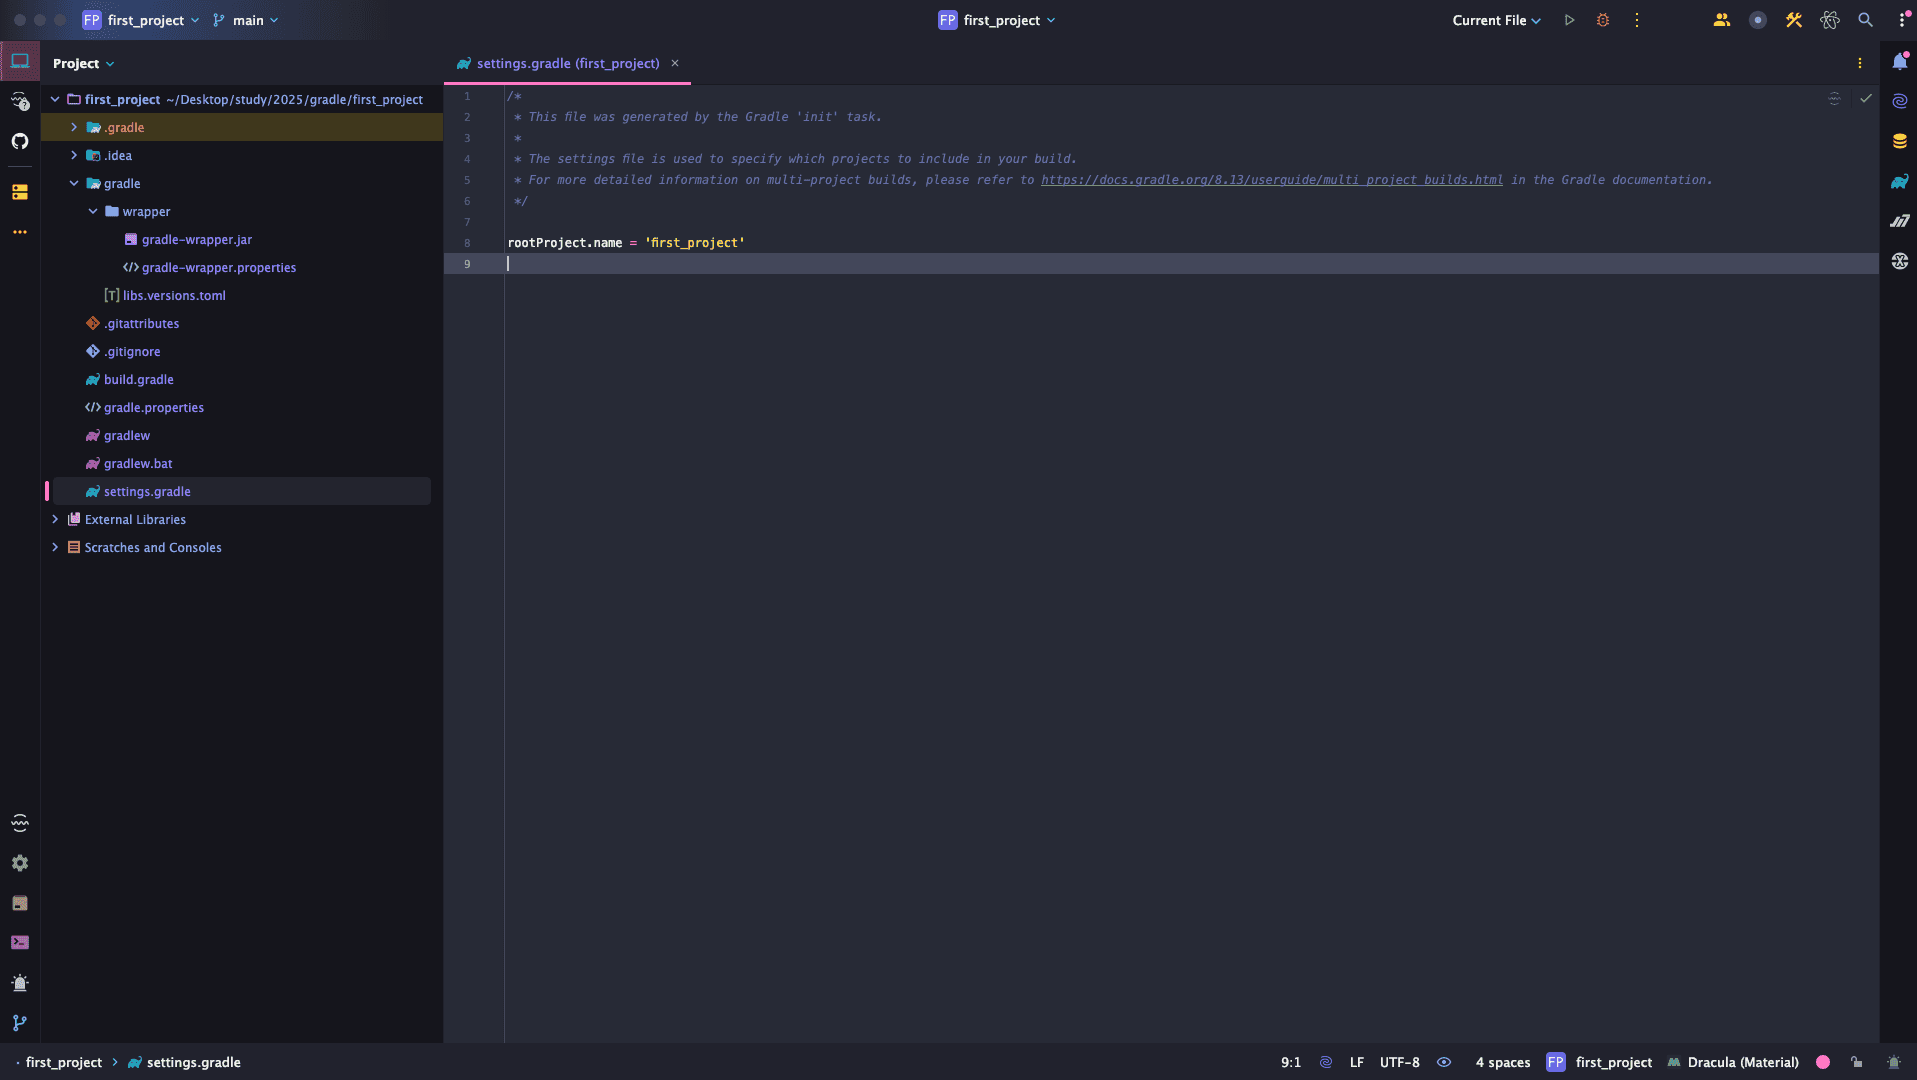 FP first_project main
FP first_project
Current File
Project
first_project ~/Desktop/study/2025/gradle/first_project
.gradle
.idea
gradle
wrapper
gradle-wrapper.jar
</> gradle-wrapper.properties
[T] libs.versions.toml
.gitattributes
.gitignore
build.gradle
</> gradle.properties
gradlew
gradlew.bat
settings.gradle
External Libraries
Scratches and Consoles
settings.gradle (first_project)
1 /*
2 * This file was generated by the Gradle 'init' task.
3 *
4 * The settings file is used to specify which projects to include in your build.
5 * For more detailed information on multi-project builds, please refer to https://docs.gradle.org/8.13/userguide/multi_project_builds.html in the Gradle documentation.
6 */
7
8 rootProject.name = 'first_project'
9
first_project > settings.gradle
9:1 LF UTF-8 4 spaces FP first_project Dracula (Material)